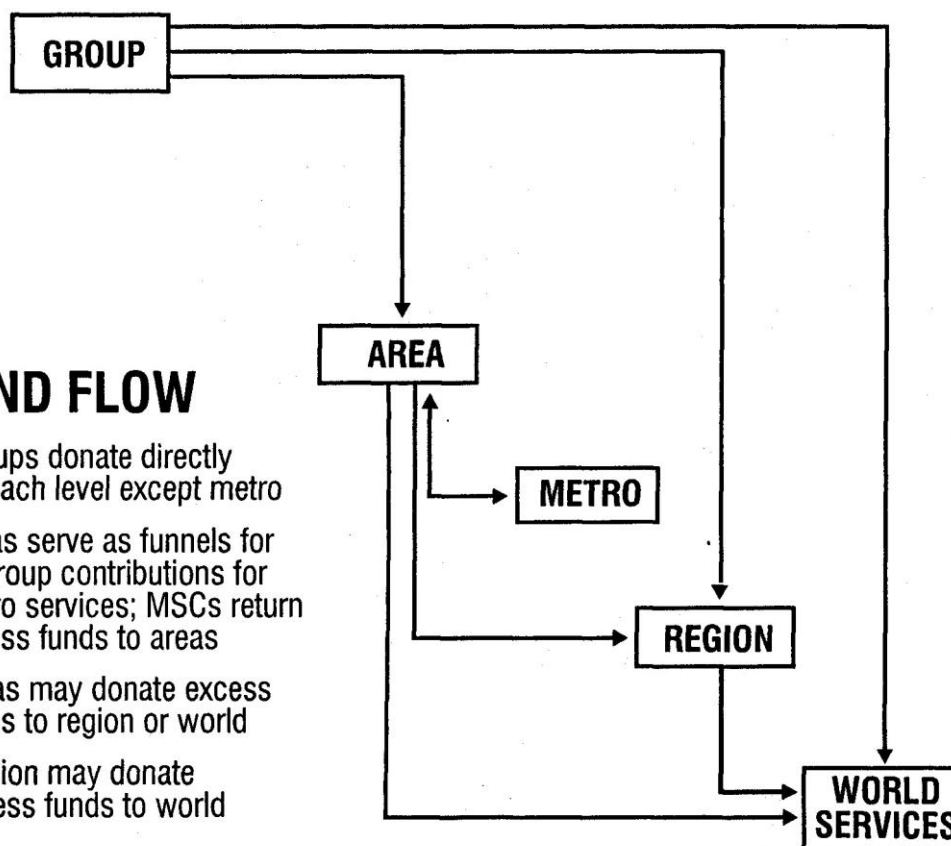 GROUP
AREA
ND FLOW
ups donate directly
ach level except metro
METRO
as serve as funnels for
roup contributions for
ro services; MSCs return
ess funds to areas
REGION
as may donate excess
s to region or world
ion may donate
ess funds to world
WORLD
SERVICES